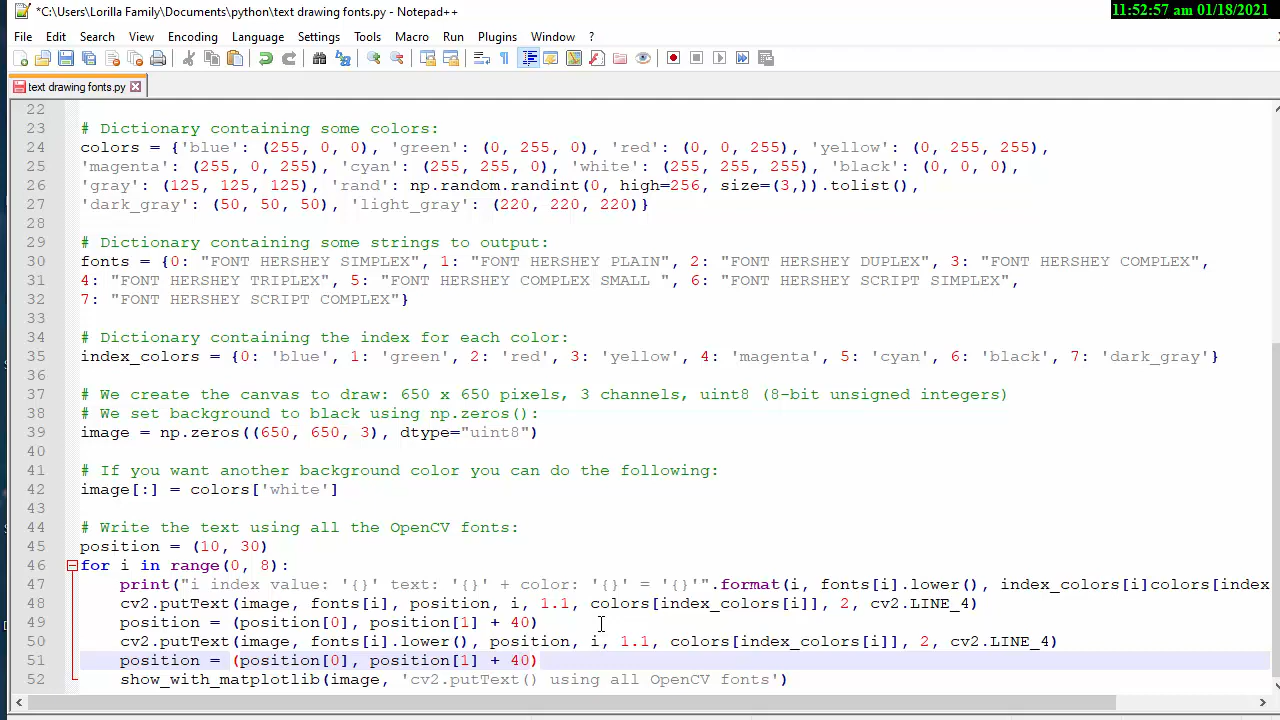 *C:\Users\Lorilla Family\Documents\python\text drawing fonts.py - Notepad++
11:52:57 am 01/18/2021
File Edit Search View Encoding Language Settings Tools Macro Run Plugins Window ?
text drawing fonts.py
22
23 # Dictionary containing some colors:
24 colors = {'blue': (255, 0, 0), 'green': (0, 255, 0), 'red': (0, 0, 255), 'yellow': (0, 255, 255),
25 'magenta': (255, 0, 255), 'cyan': (255, 255, 0), 'white': (255, 255, 255), 'black': (0, 0, 0),
26 'gray': (125, 125, 125), 'rand': np.random.randint(0, high=256, size=(3,)).tolist(),
27 'dark_gray': (50, 50, 50), 'light_gray': (220, 220, 220)}
28
29 # Dictionary containing some strings to output:
30 fonts = {0: "FONT HERSHEY SIMPLEX", 1: "FONT HERSHEY PLAIN", 2: "FONT HERSHEY DUPLEX", 3: "FONT HERSHEY COMPLEX",
31 4: "FONT HERSHEY TRIPLEX", 5: "FONT HERSHEY COMPLEX SMALL ", 6: "FONT HERSHEY SCRIPT SIMPLEX",
32 7: "FONT HERSHEY SCRIPT COMPLEX"}
33
34 # Dictionary containing the index for each color:
35 index_colors = {0: 'blue', 1: 'green', 2: 'red', 3: 'yellow', 4: 'magenta', 5: 'cyan', 6: 'black', 7: 'dark_gray'}
36
37 # We create the canvas to draw: 650 x 650 pixels, 3 channels, uint8 (8-bit unsigned integers)
38 # We set background to black using np.zeros():
39 image = np.zeros((650, 650, 3), dtype="uint8")
40
41 # If you want another background color you can do the following:
42 image[:] = colors['white']
43
44 # Write the text using all the OpenCV fonts:
45 position = (10, 30)
46 for i in range(0, 8):
47 print("i index value: '{}' text: '{}' + color: '{}' = '{}'".format(i, fonts[i].lower(), index_colors[i]colors[index
48 cv2.putText(image, fonts[i], position, i, 1.1, colors[index_colors[i]], 2, cv2.LINE_4)
49 position = (position[0], position[1] + 40)
50 cv2.putText(image, fonts[i].lower(), position, i, 1.1, colors[index_colors[i]], 2, cv2.LINE_4)
51 position = (position[0], position[1] + 40)
52 show_with_matplotlib(image, 'cv2.putText() using all OpenCV fonts')